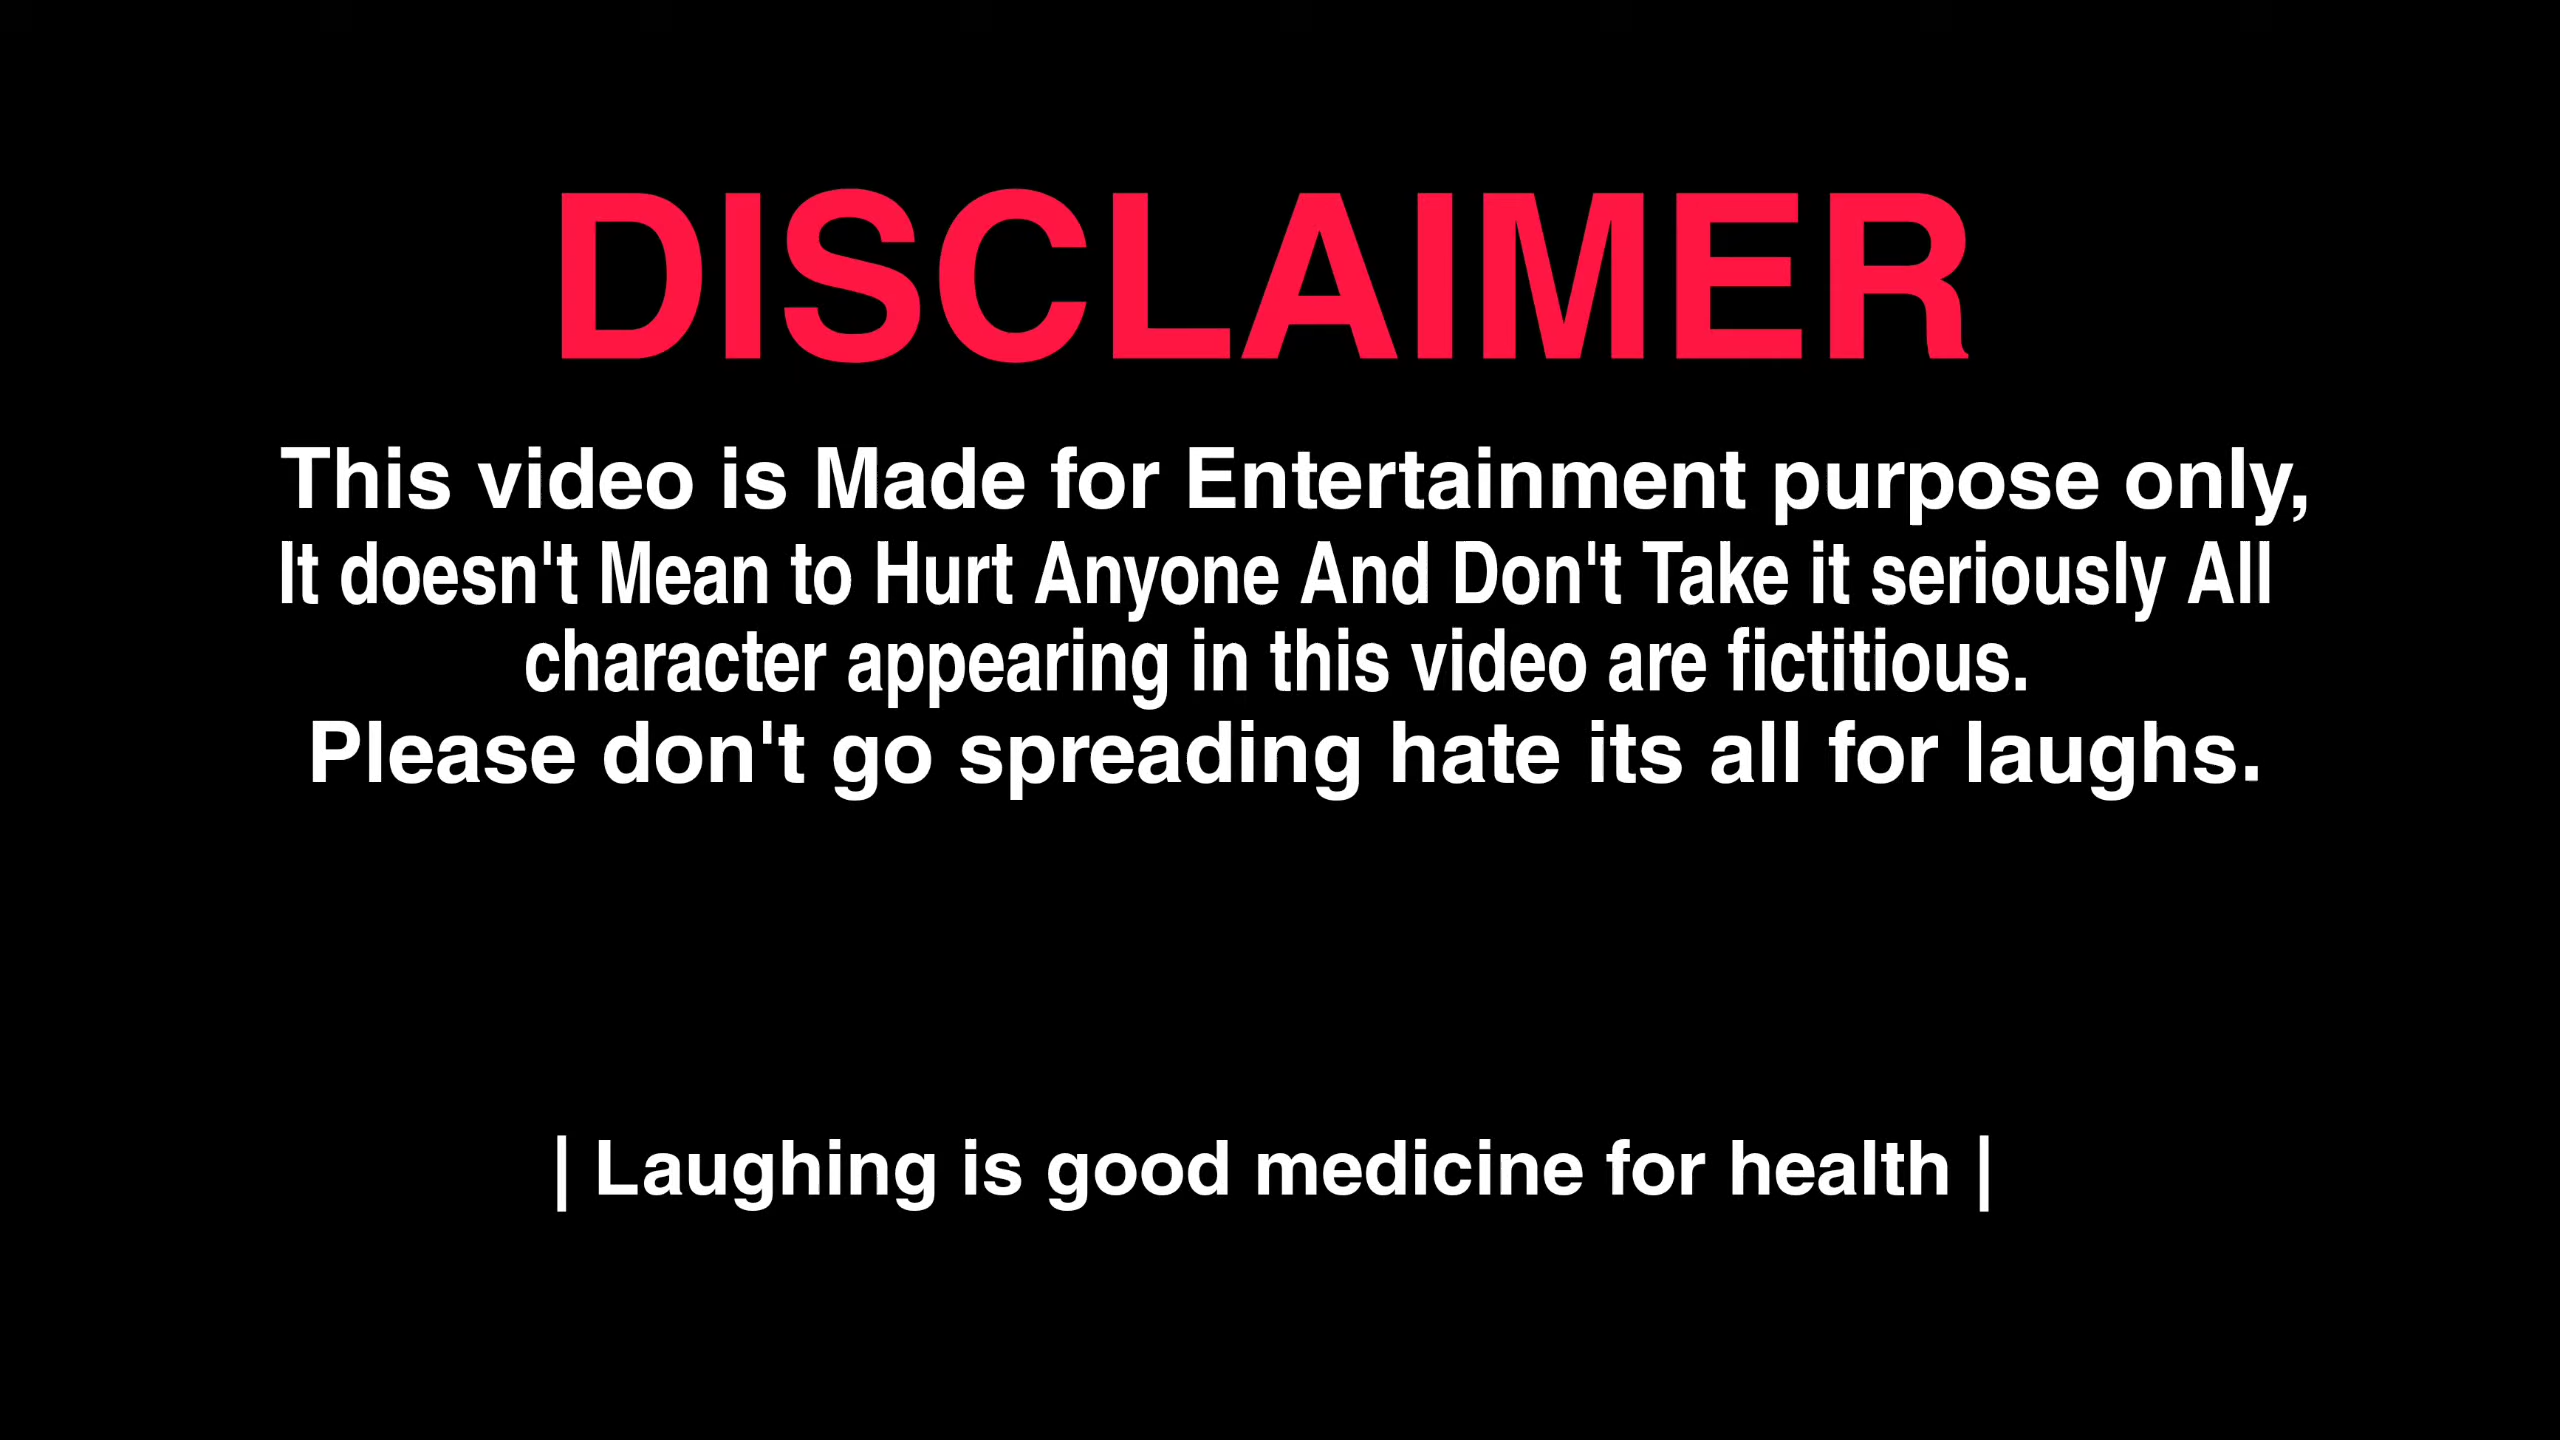 DISCLAIMER
This video is Made for Entertainment purpose only,
It doesn't Mean to Hurt Anyone And Don't Take it seriously All
character appearing in this video are fictitious.
Please don't go spreading hate its all for laughs.
| Laughing is good medicine for health |